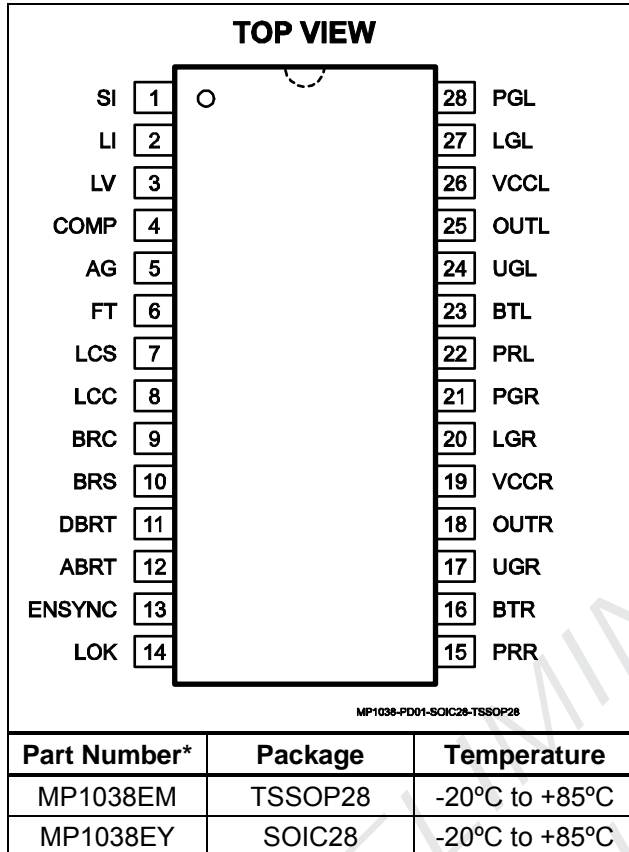 TOP VIEW
SI 1 28 PGL
LI 2 27 LGL
LV 3 26 VCCL
COMP 4 25 OUTL
AG 5 24 UGL
FT 6 23 BTL
LCS 7 22 PRL
LCC 8 21 PGR
BRC 9 20 LGR
BRS 10 19 VCCR
DBRT 11 18 OUTR
ABRT 12 17 UGR
ENSYNC 13 16 BTR
LOK 14 15 PRR
MP1038-PD01-SOIC28-TSSOP28
Part Number* Package Temperature
MP1038EM TSSOP28 -20ºC to +85ºC
MP1038EY SOIC28 -20ºC to +85ºC